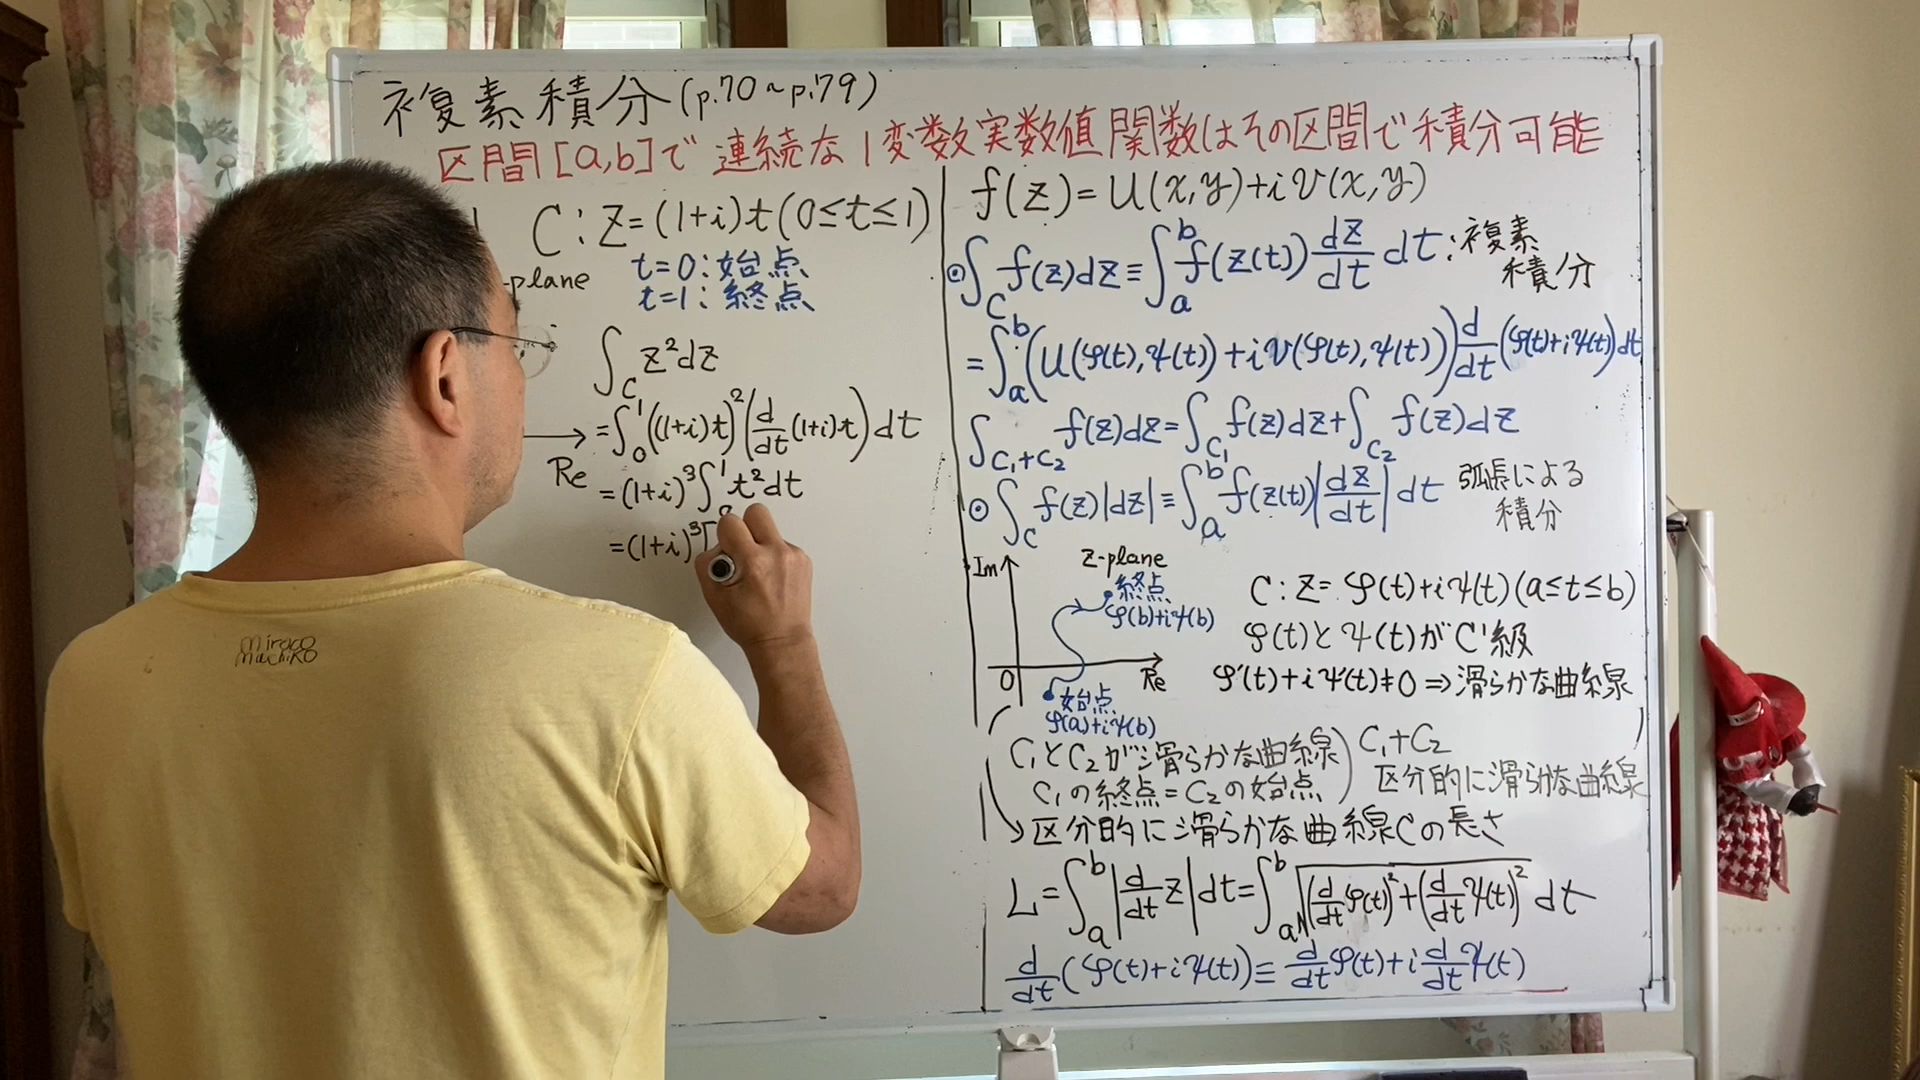 複素積分(p.70~p.79)
区間[a,b]で連続な1変数実数値関数はその区間で積分可能
C:Z=(1+i)t(0≤t≤1)
t=0:始点
t=1:終点
-plane
∫_C z²dz
=∫_0^1((1+i)t)²(d/dt(1+i)t)dt
Re
=(1+i)³∫_0^1 t²dt
=(1+i)³[
miroco
machiko
f(z)=u(x,y)+iv(x,y)
⊙∫_C f(z)dz≡∫_a^b f(z(t))dz/dt dt:複素
積分
=∫_a^b(u(φ(t),ψ(t))+iv(φ(t),ψ(t)))d/dt(φ(t)+iψ(t))dt
∫_{C₁+C₂} f(z)dz=∫_{C₁} f(z)dz+∫_{C₂} f(z)dz
⊙∫_C f(z)|dz|≡∫_a^b f(z(t))|dz/dt|dt 弧長による
積分
Im
z-plane
終点
φ(b)+iψ(b)
0
Re
始点
φ(a)+iψ(b)
C:z=φ(t)+iψ(t)(a≤t≤b)
φ(t)とψ(t)がC¹級
φ'(t)+iψ'(t)≠0⇒滑らかな曲線
C₁とC₂が滑らかな曲線
C₁の終点=C₂の始点
C₁+C₂
区分的に滑らかな曲線
区分的に滑らかな曲線Cの長さ
L=∫_a^b|d/dt z|dt=∫_a^b√((d/dt φ(t))²+(d/dt ψ(t))²)dt
d/dt(φ(t)+iψ(t))≡d/dt φ(t)+i d/dt ψ(t)